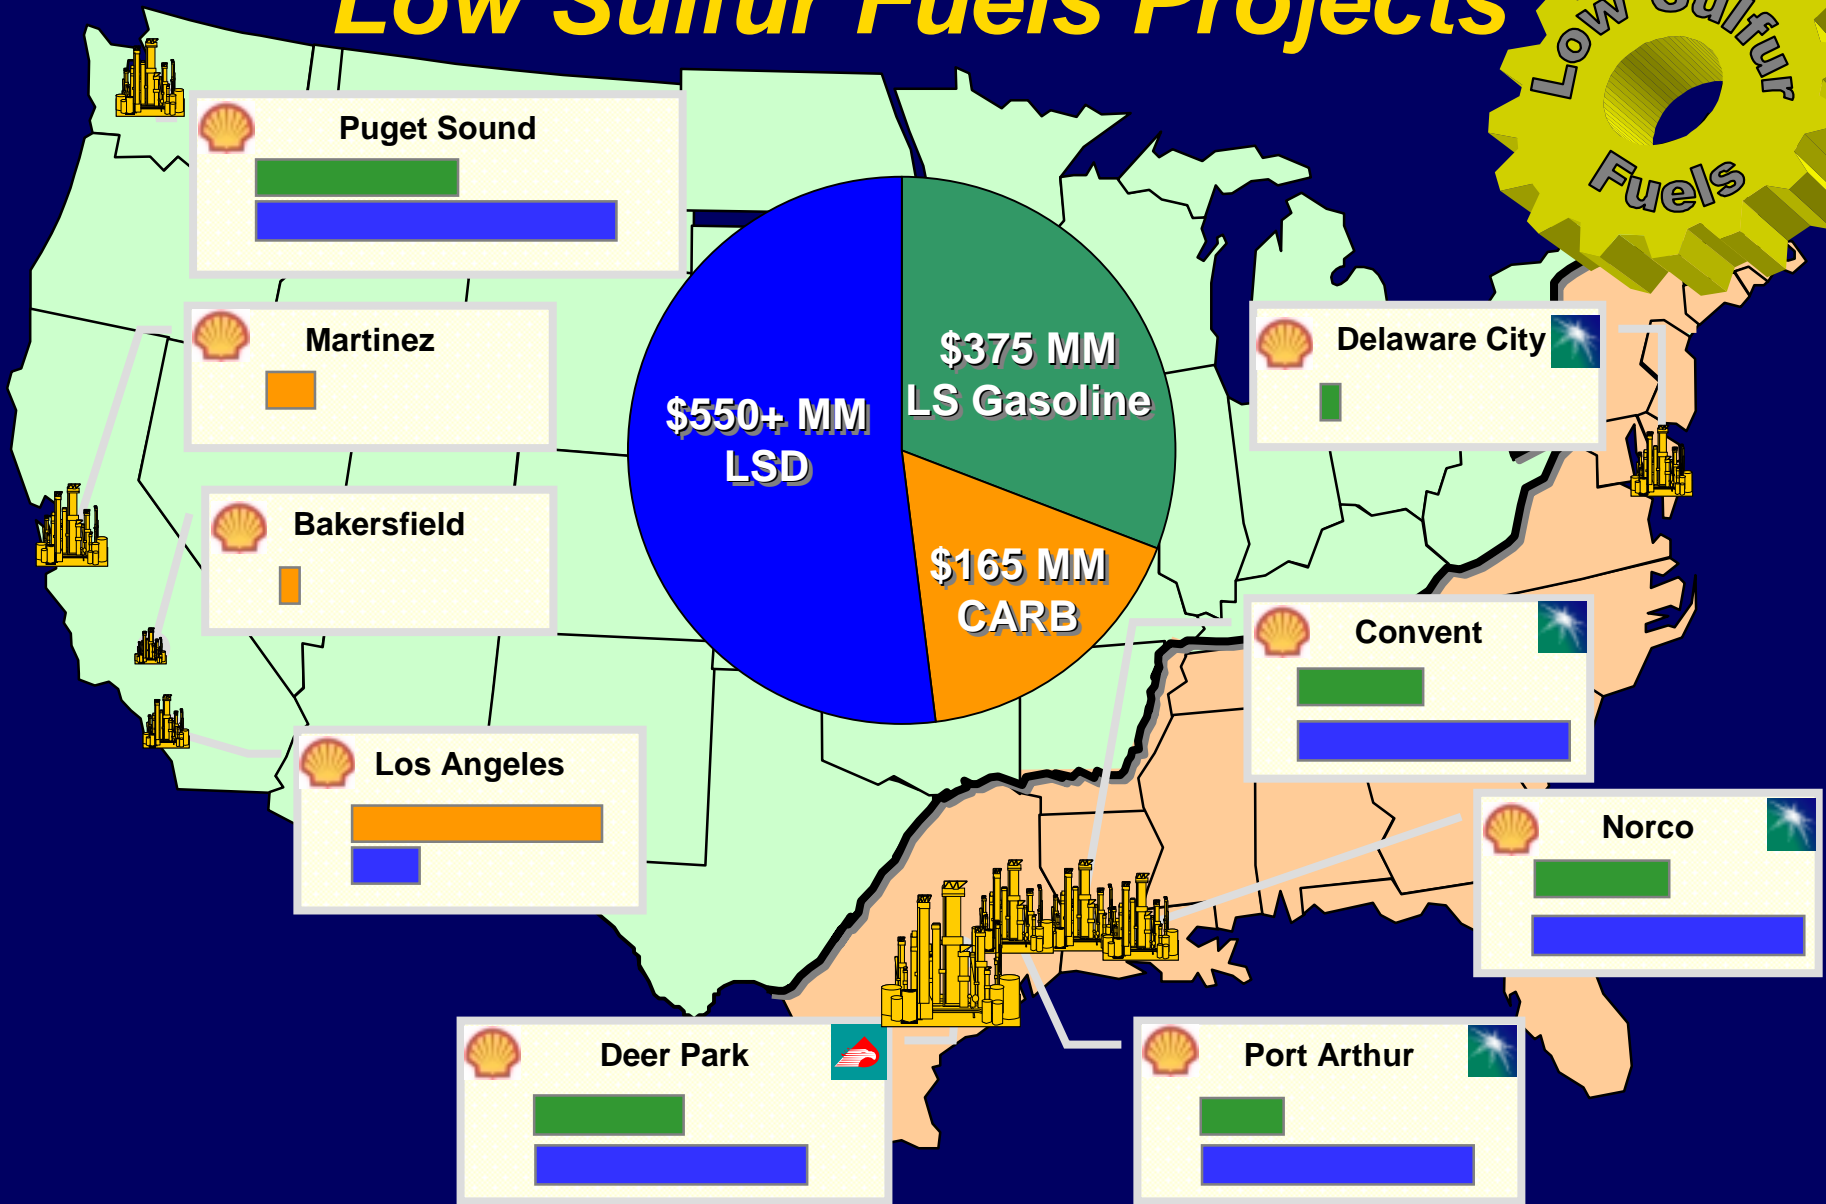 Low Sulfur Fuels Projects
Low Sulfur
Fuels
Puget Sound
Martinez
Bakersfield
Los Angeles
$550+ MM
LSD
$375 MM
LS Gasoline
$165 MM
CARB
Delaware City
Convent
Norco
Deer Park
Port Arthur